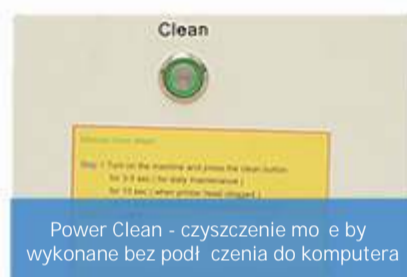 Clean
Step 1 Turn on the machine and press the clean button
for 3-5 sec ( for daily maintenance )
for 10 sec ( when printer head clogged )
Power Clean - czyszczenie mo e by
wykonane bez podł czenia do komputera